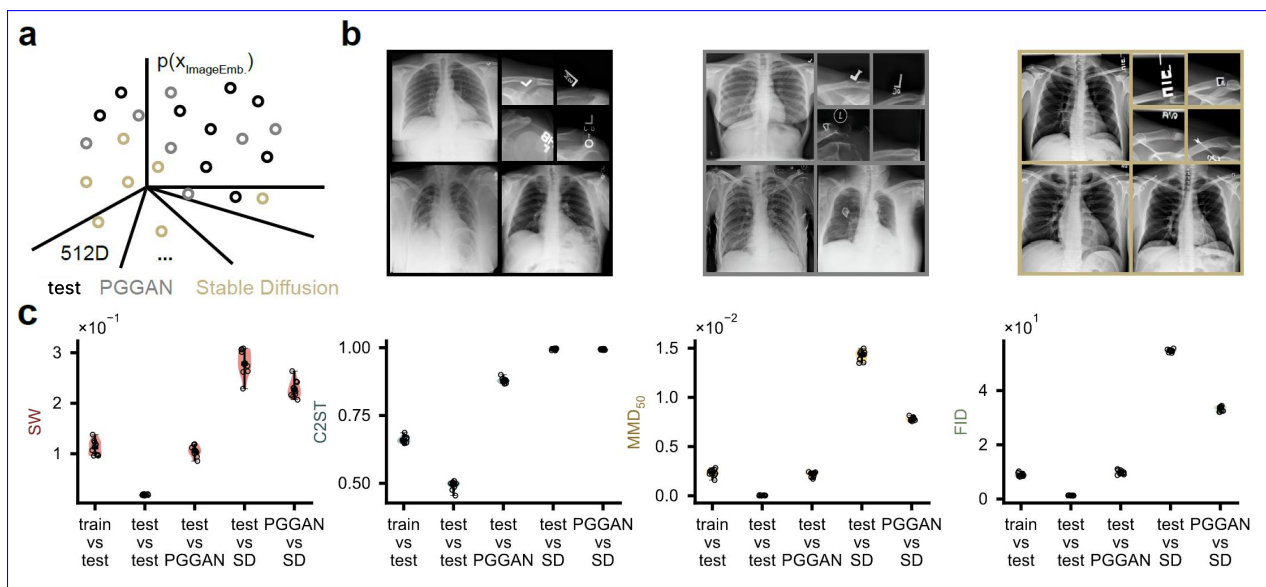 a
b
p(x_ImageEmb.)
512D
...
test PGGAN Stable Diffusion
c
×10⁻¹
SW
3
2
1
train vs test
test vs test
test vs PGGAN
test vs SD
PGGAN vs SD
C2ST
1.00
0.75
0.50
train vs test
test vs test
test vs PGGAN
test vs SD
PGGAN vs SD
×10⁻²
MMD₅₀
1.5
1.0
0.5
0.0
train vs test
test vs test
test vs PGGAN
test vs SD
PGGAN vs SD
×10¹
FID
4
2
0
train vs test
test vs test
test vs PGGAN
test vs SD
PGGAN vs SD